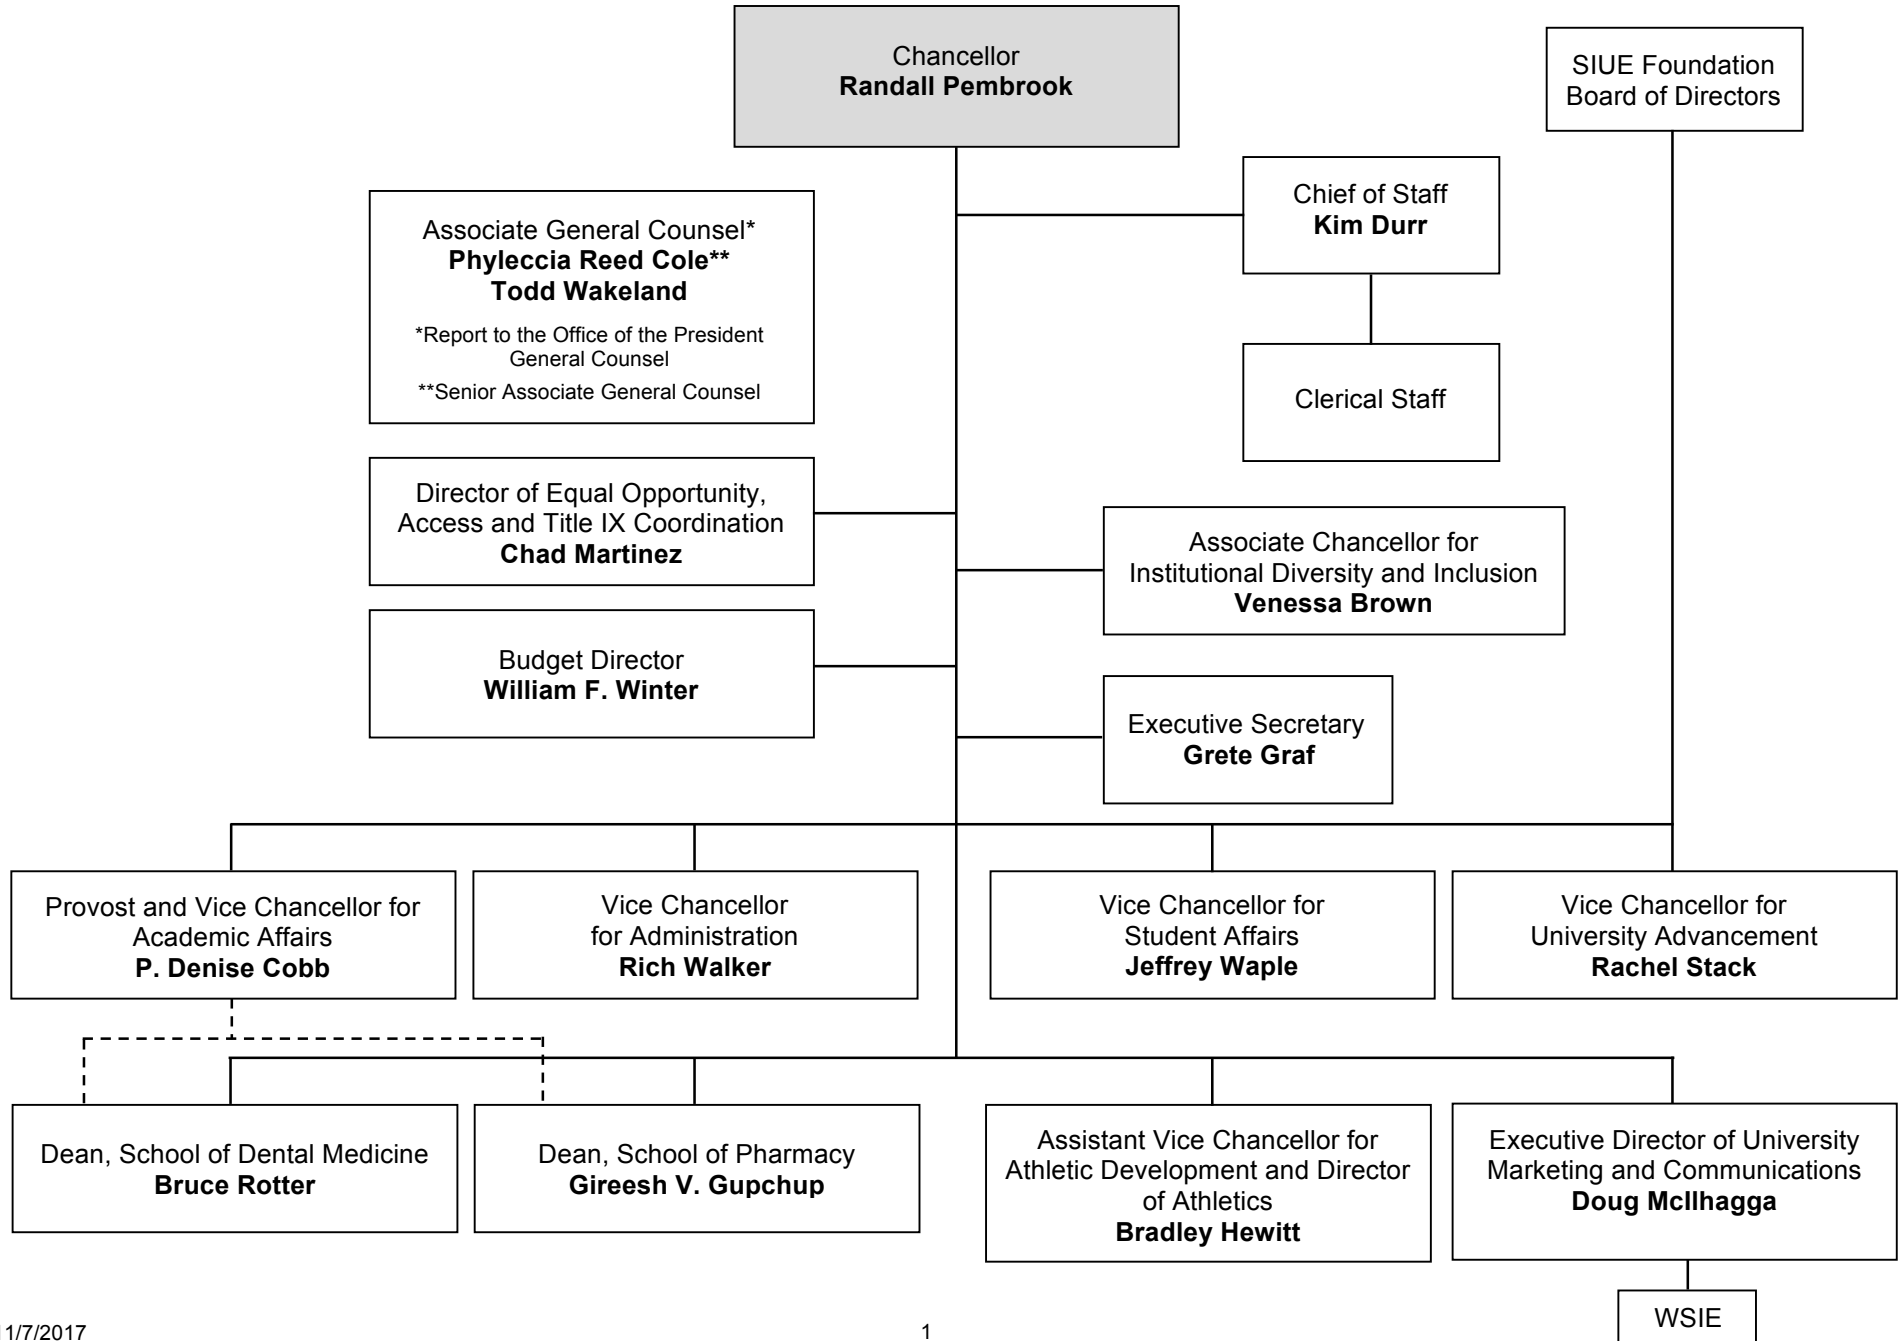 Chancellor
Randall Pembrook
SIUE Foundation
Board of Directors
Chief of Staff
Kim Durr
Associate General Counsel*
Phyleccia Reed Cole**
Todd Wakeland
*Report to the Office of the President
General Counsel
**Senior Associate General Counsel
Clerical Staff
Director of Equal Opportunity,
Access and Title IX Coordination
Chad Martinez
Associate Chancellor for
Institutional Diversity and Inclusion
Venessa Brown
Budget Director
William F. Winter
Executive Secretary
Grete Graf
Provost and Vice Chancellor for
Academic Affairs
P. Denise Cobb
Vice Chancellor
for Administration
Rich Walker
Vice Chancellor for
Student Affairs
Jeffrey Waple
Vice Chancellor for
University Advancement
Rachel Stack
Dean, School of Dental Medicine
Bruce Rotter
Dean, School of Pharmacy
Gireesh V. Gupchup
Assistant Vice Chancellor for
Athletic Development and Director
of Athletics
Bradley Hewitt
Executive Director of University
Marketing and Communications
Doug McIlhagga
WSIE
11/7/2017
1